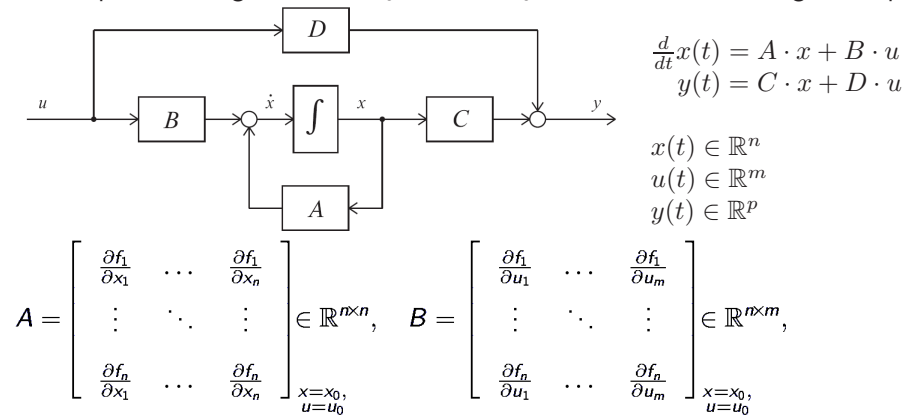 D
d/dt x(t) = A · x + B · u
y(t) = C · x + D · u
u
B
ẋ
∫
x
C
y
A
x(t) ∈ ℝⁿ
u(t) ∈ ℝᵐ
y(t) ∈ ℝᵖ
A = [ ∂f₁/∂x₁ ⋯ ∂f₁/∂xₙ ; ⋮ ⋱ ⋮ ; ∂fₙ/∂x₁ ⋯ ∂fₙ/∂xₙ ] x=x₀, u=u₀ ∈ ℝⁿˣⁿ, B = [ ∂f₁/∂u₁ ⋯ ∂f₁/∂uₘ ; ⋮ ⋱ ⋮ ; ∂fₙ/∂u₁ ⋯ ∂fₙ/∂uₘ ] x=x₀, u=u₀ ∈ ℝⁿˣᵐ,